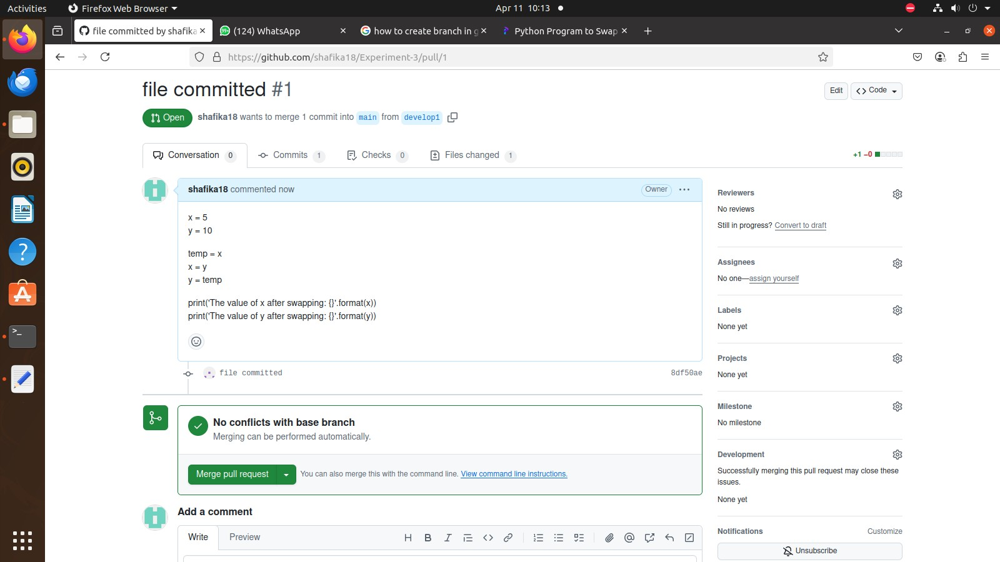 Activities
Firefox Web Browser
Apr 11 10:13
file committed by shafika
(124) WhatsApp
how to create branch in g
Python Program to Swap
https://github.com/shafika18/Experiment-3/pull/1
file committed #1
Edit
Code
Open
shafika18 wants to merge 1 commit into main from develop1
Conversation 0
Commits 1
Checks 0
Files changed 1
+1 −0
shafika18 commented now
Owner
x = 5
y = 10
temp = x
x = y
y = temp
print('The value of x after swapping: {}'.format(x))
print('The value of y after swapping: {}'.format(y))
file committed
8df50ae
No conflicts with base branch
Merging can be performed automatically.
Merge pull request
You can also merge this with the command line. View command line instructions.
Add a comment
Write
Preview
Reviewers
No reviews
Still in progress? Convert to draft
Assignees
No one—assign yourself
Labels
None yet
Projects
None yet
Milestone
No milestone
Development
Successfully merging this pull request may close these
issues.
None yet
Notifications
Customize
Unsubscribe